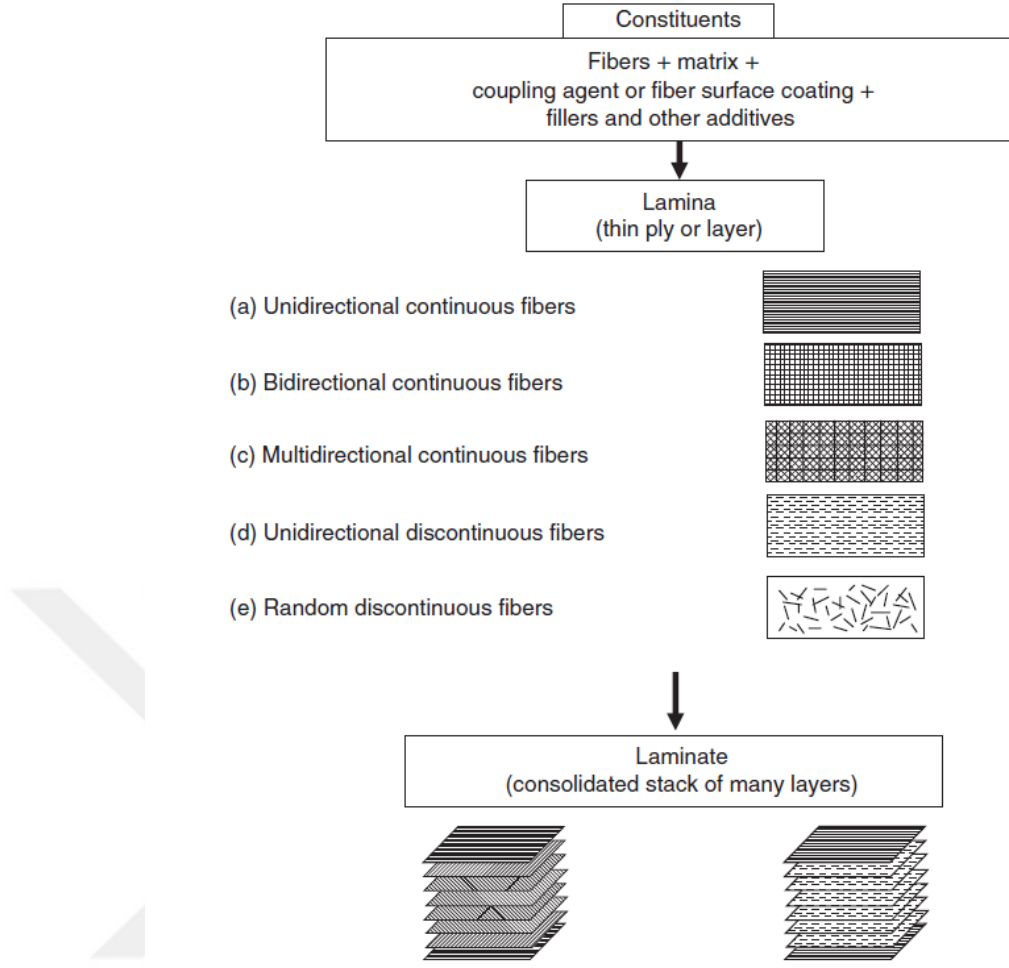 Constituents
Fibers + matrix +
coupling agent or fiber surface coating +
fillers and other additives
Lamina
(thin ply or layer)
(a) Unidirectional continuous fibers
(b) Bidirectional continuous fibers
(c) Multidirectional continuous fibers
(d) Unidirectional discontinuous fibers
(e) Random discontinuous fibers
Laminate
(consolidated stack of many layers)